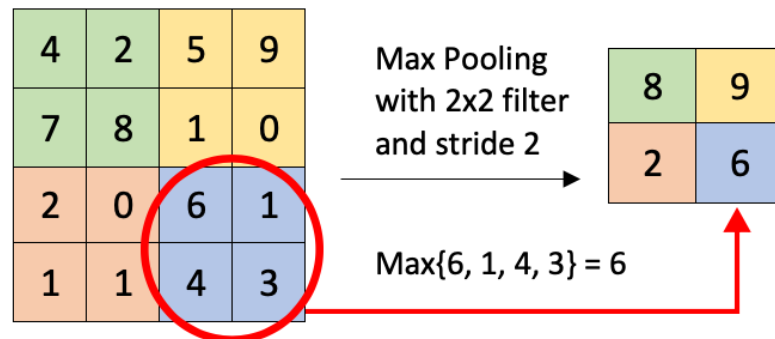 4 2 5 9
7 8 1 0
2 0 6 1
1 1 4 3
Max Pooling
with 2x2 filter
and stride 2
Max{6, 1, 4, 3} = 6
8 9
2 6